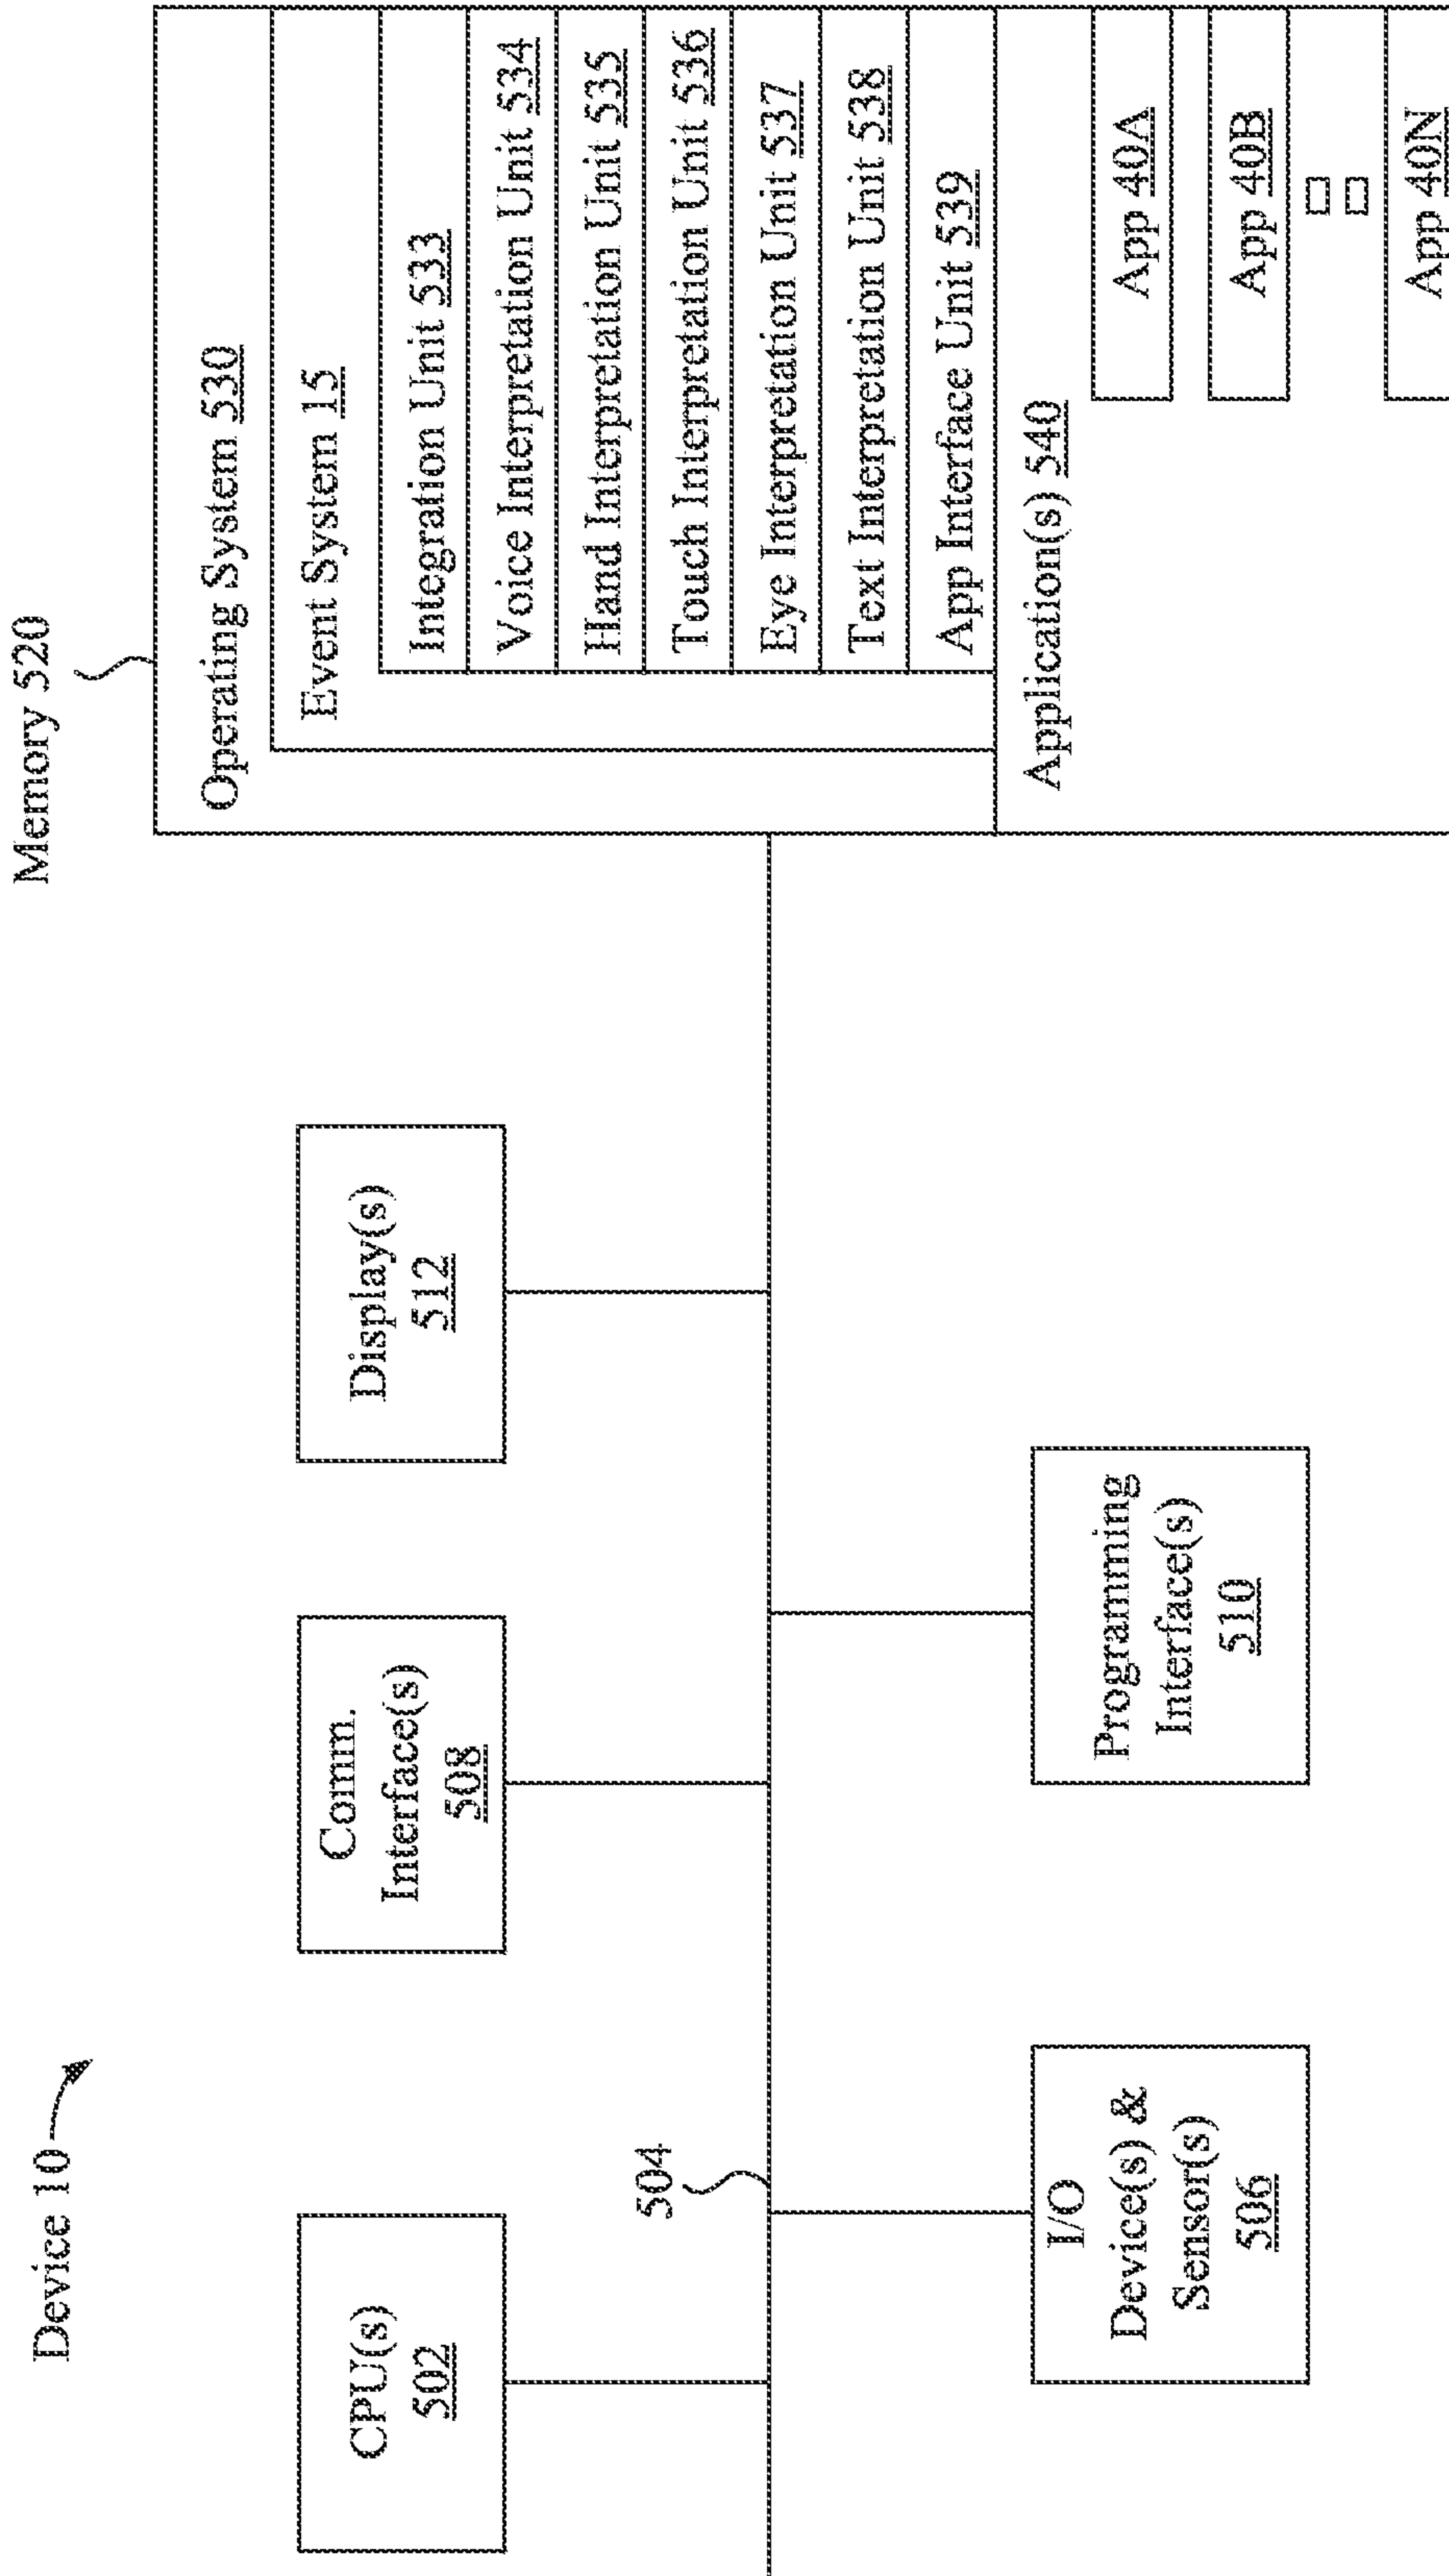 Device 10
Memory 520
CPU(s)
502
Comm.
Interface(s)
508
Display(s)
512
504
I/O
Device(s) &
Sensor(s)
506
Programming
Interface(s)
510
Operating System 530
Event System 15
Integration Unit 533
Voice Interpretation Unit 534
Hand Interpretation Unit 535
Touch Interpretation Unit 536
Eye Interpretation Unit 537
Text Interpretation Unit 538
App Interface Unit 539
Application(s) 540
App 40A
App 40B
App 40N